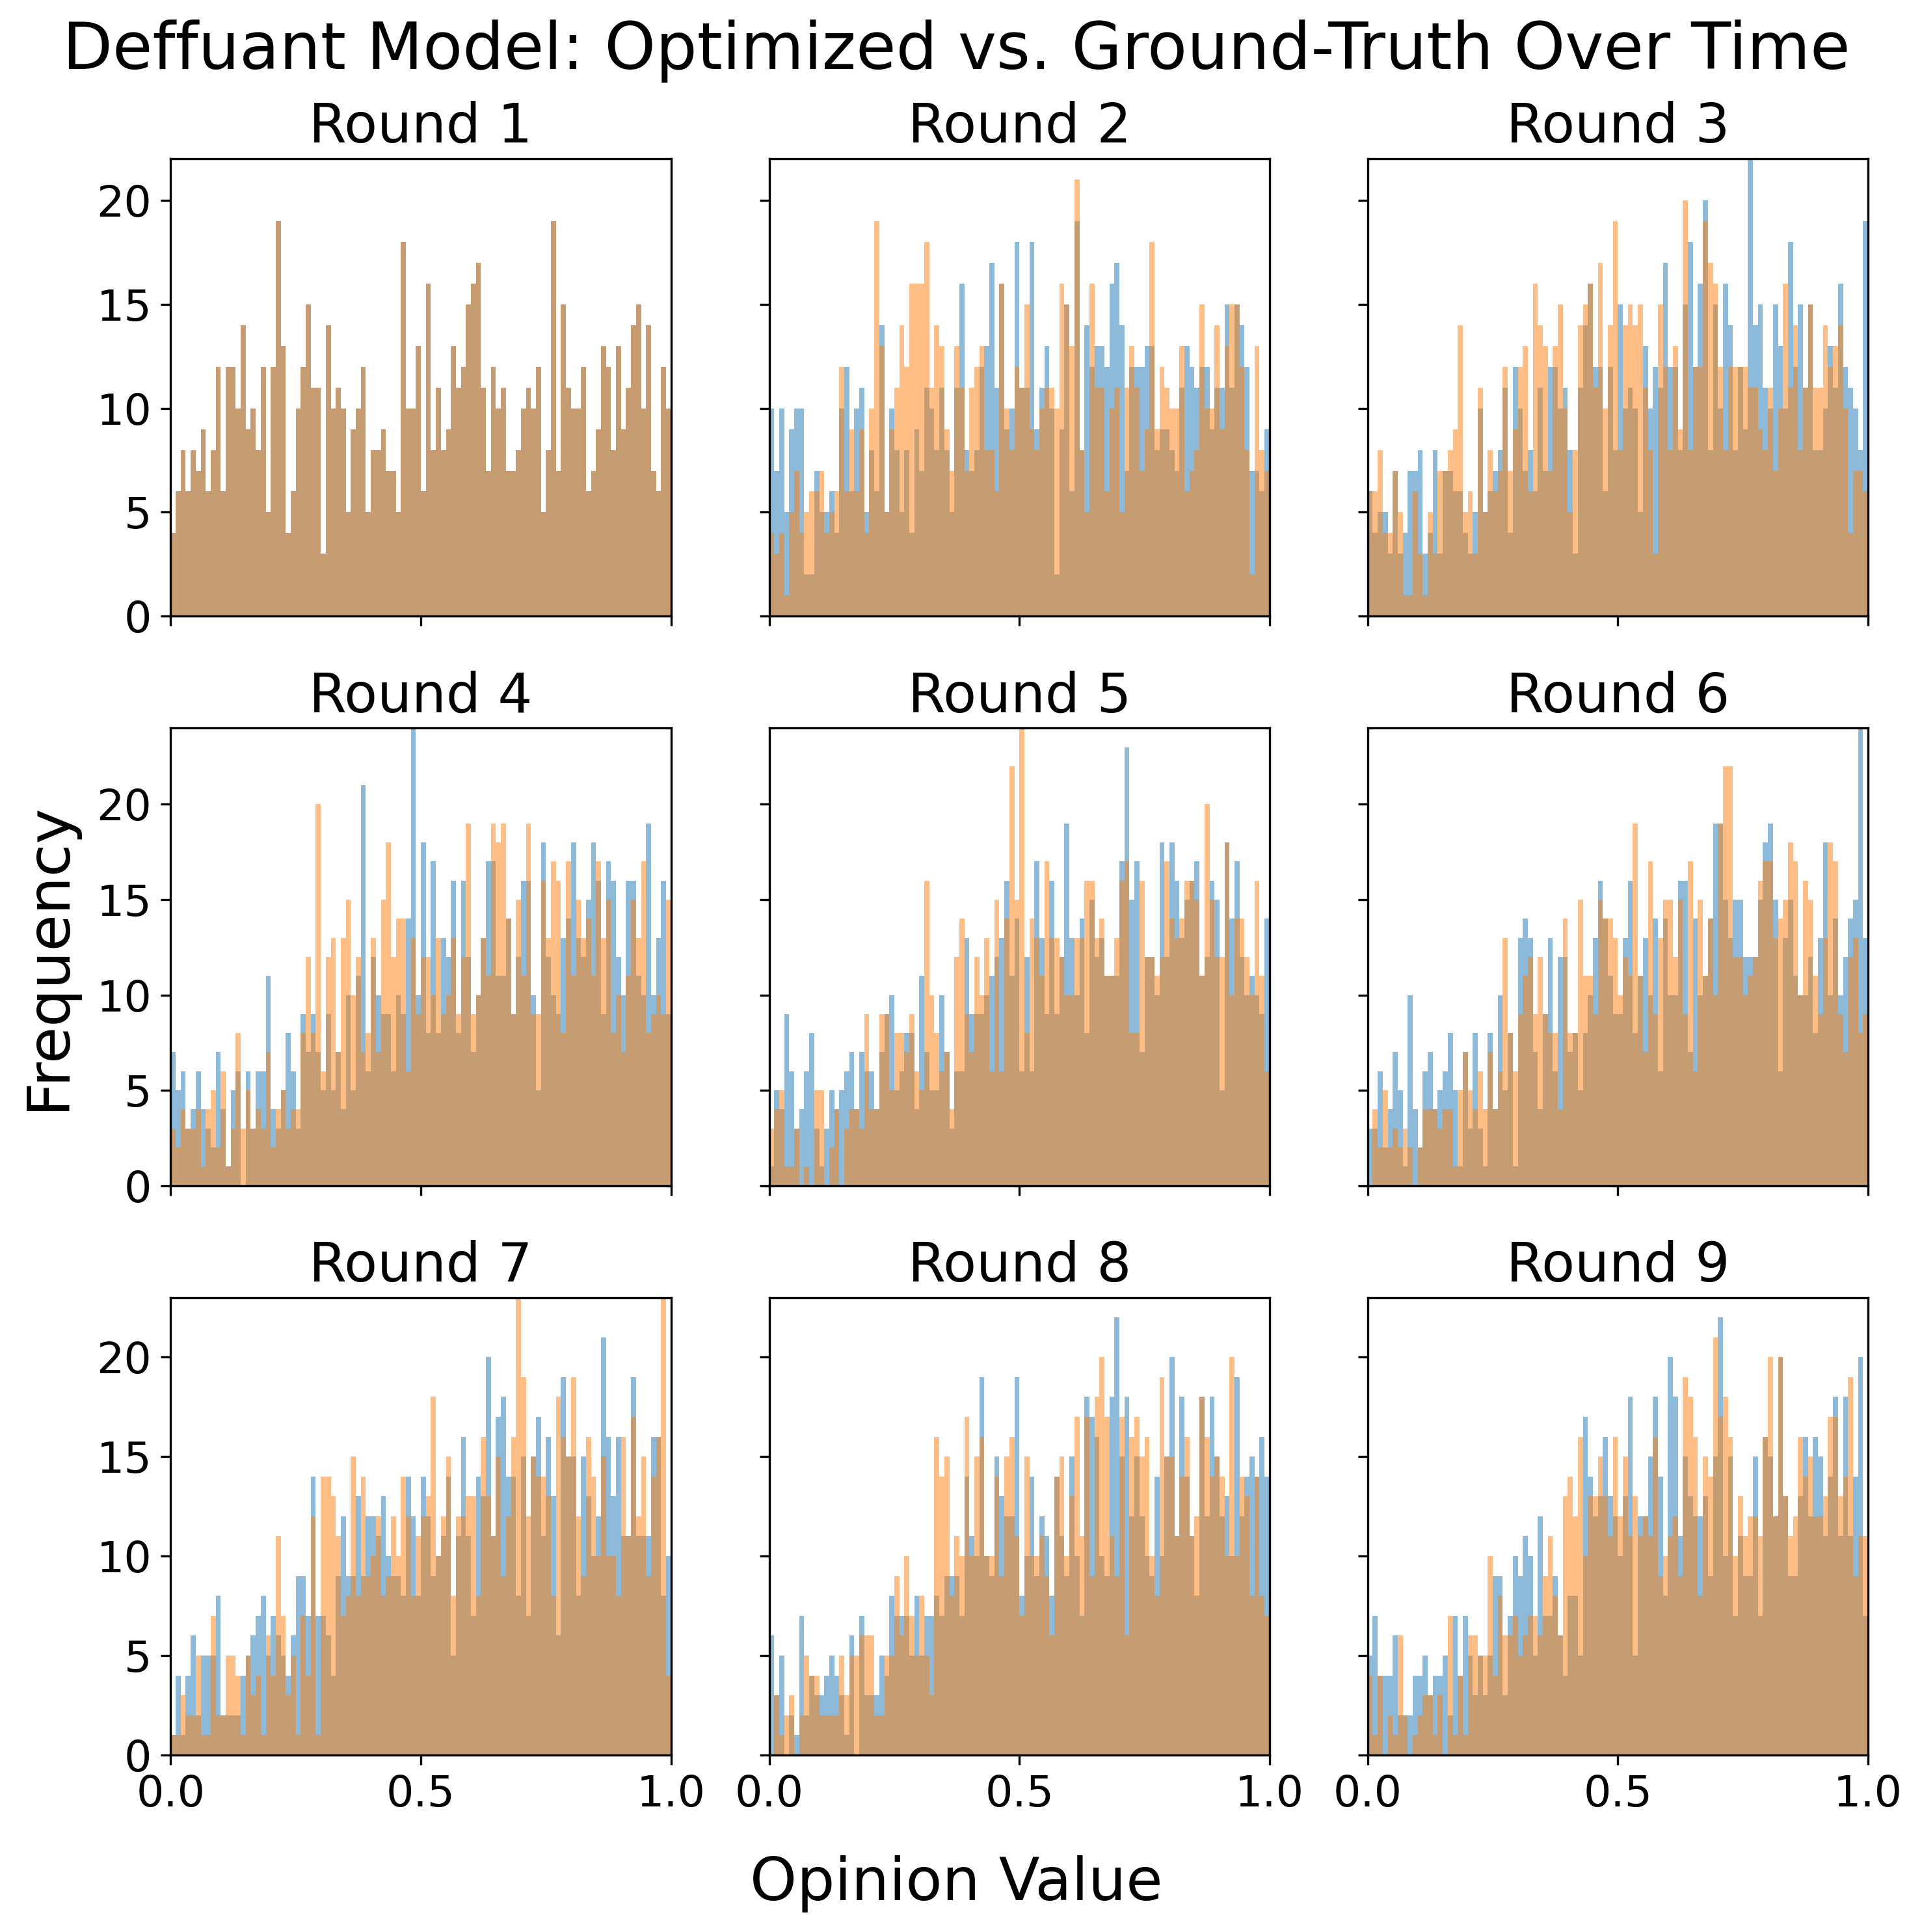 Deffuant Model: Optimized vs. Ground-Truth Over Time
Round 1
Round 2
Round 3
20
15
10
5
0
Round 4
Round 5
Round 6
Frequency
20
15
10
5
0
Round 7
Round 8
Round 9
20
15
10
5
0
0.0 0.5 1.0 0.0 0.5 1.0 0.0 0.5 1.0
Opinion Value